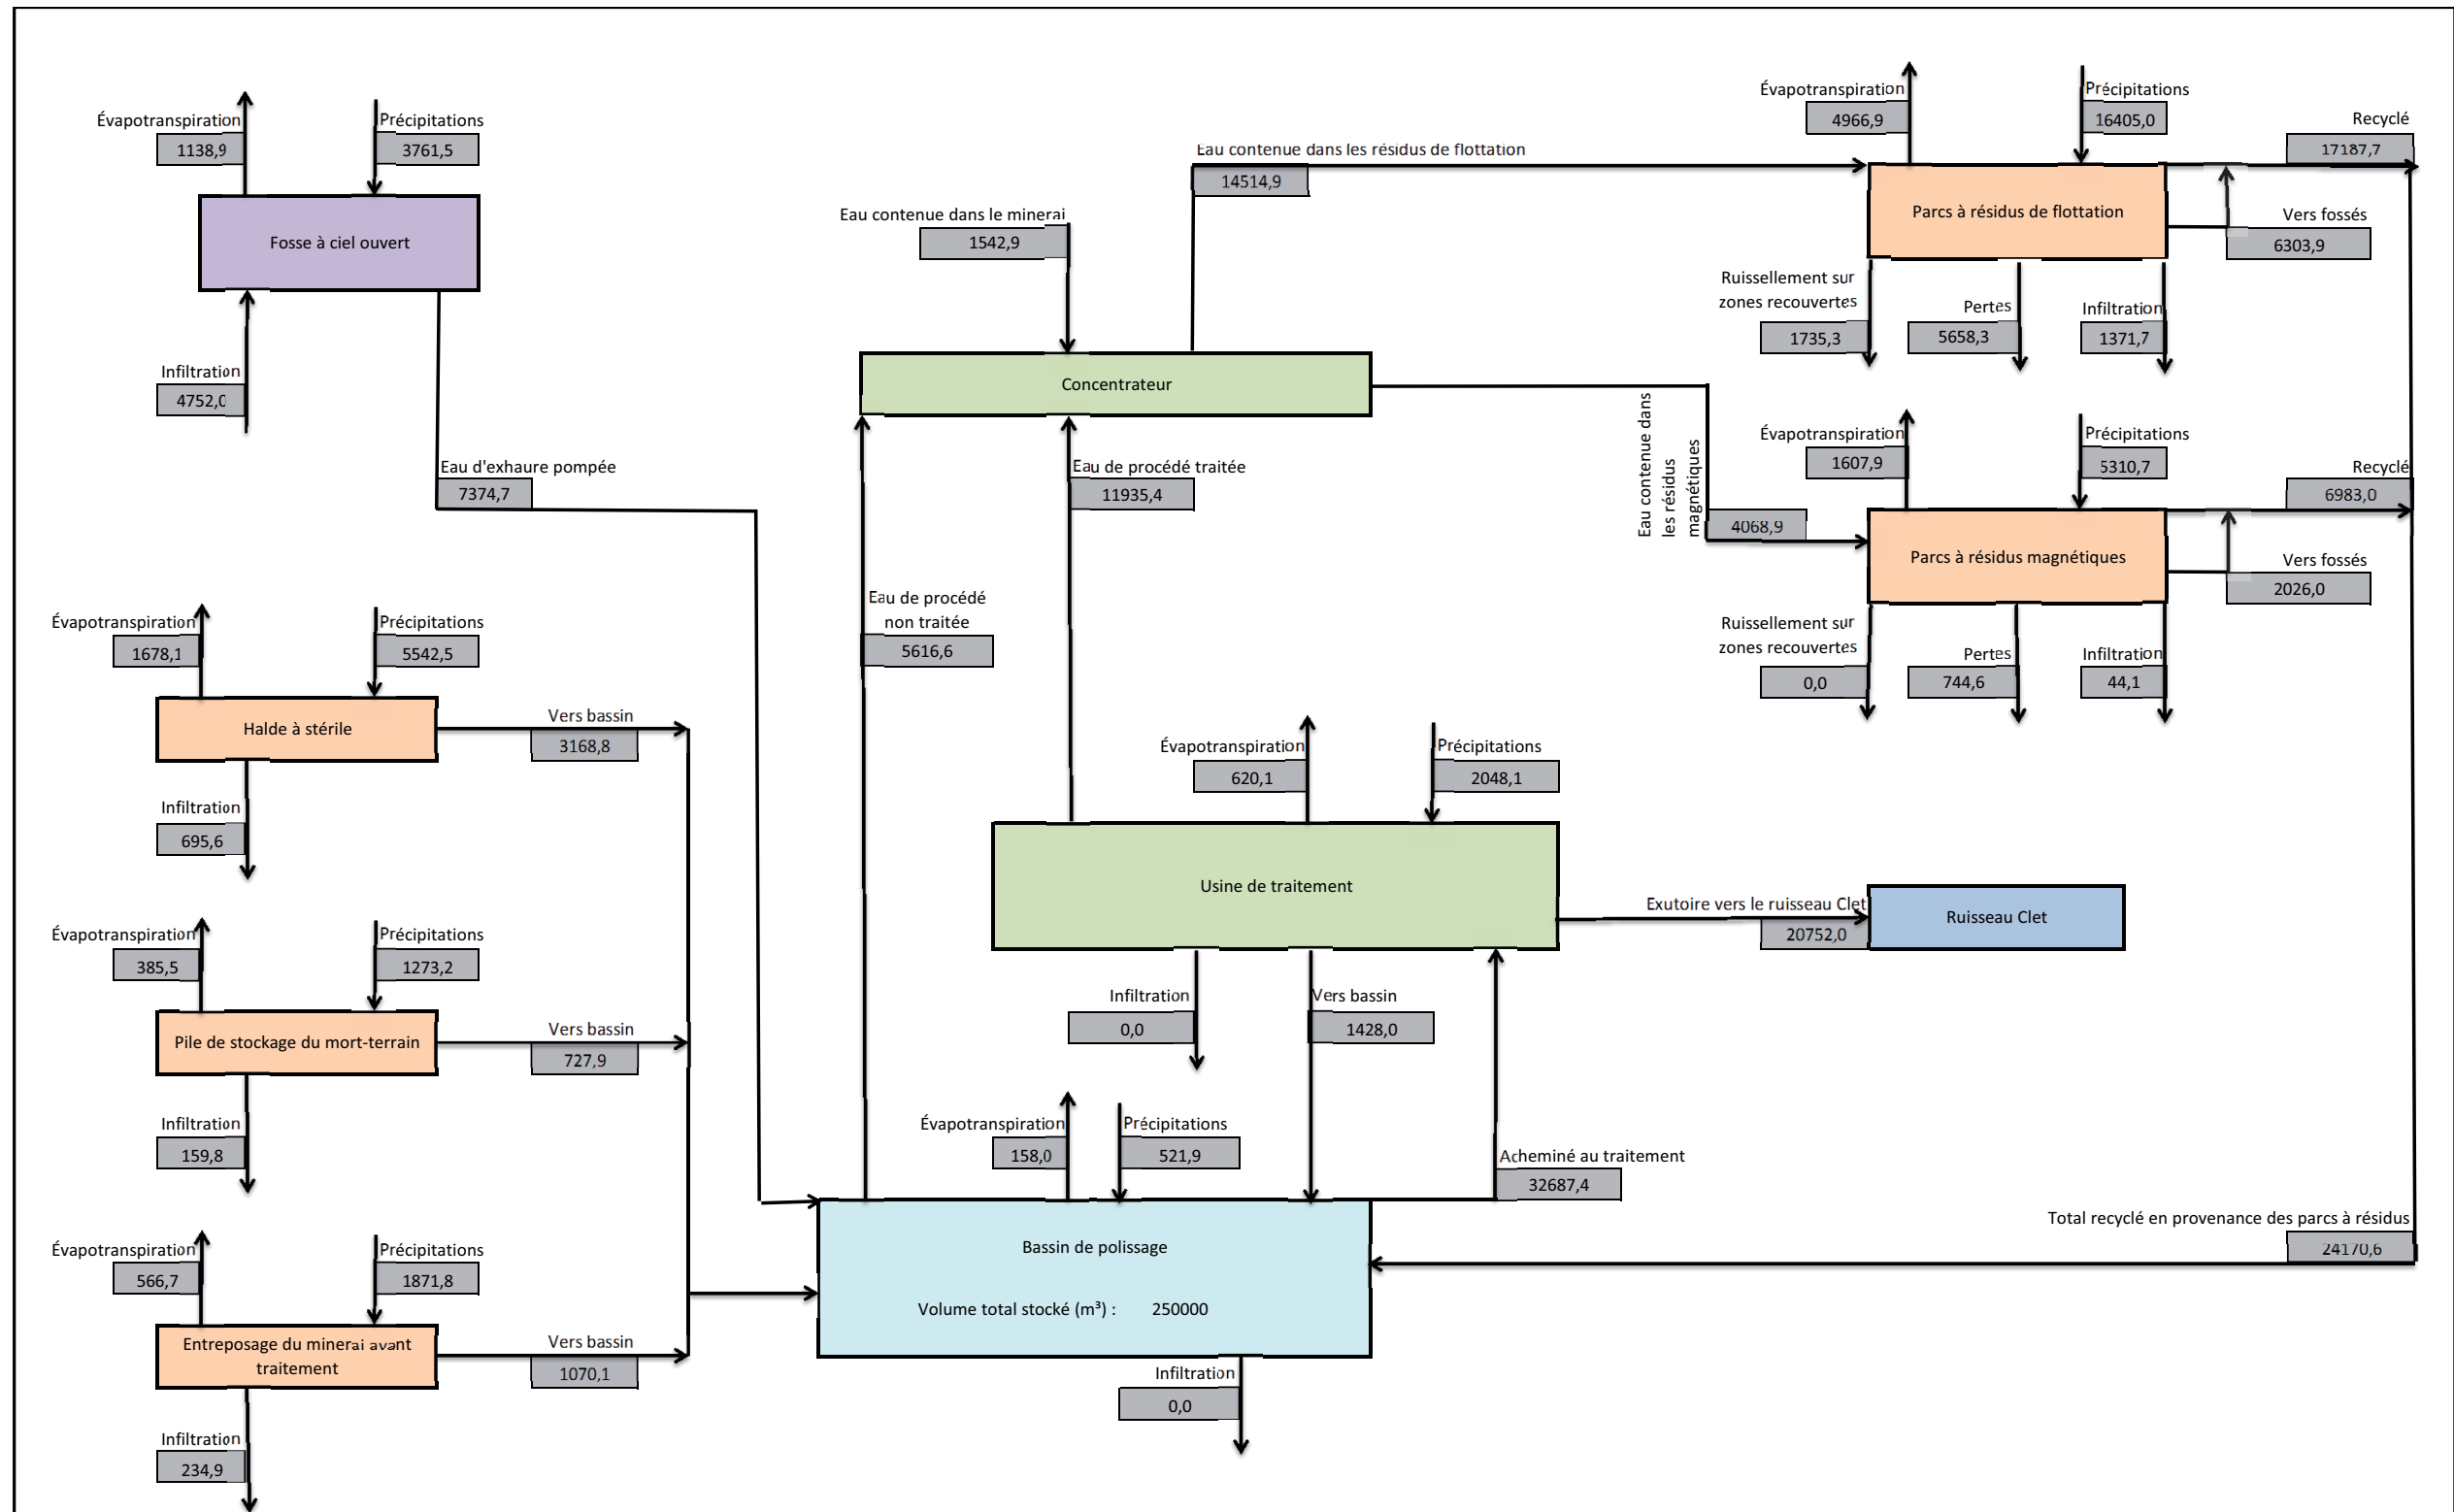 Évapotranspiration
1138,9
Précipitations
3761,5
Fosse à ciel ouvert
Infiltration
4752,0
Eau d'exhaure pompée
7374,7
Évapotranspiration
1678,1
Précipitations
5542,5
Halde à stérile
Vers bassin
3168,8
Infiltration
695,6
Évapotranspiration
385,5
Précipitations
1273,2
Pile de stockage du mort-terrain
Vers bassin
727,9
Infiltration
159,8
Évapotranspiration
566,7
Précipitations
1871,8
Entreposage du minerai avant
traitement
Vers bassin
1070,1
Infiltration
234,9
Eau contenue dans les résidus de flottation
14514,9
Eau contenue dans le minerai
1542,9
Concentrateur
Eau de procédé traitée
11935,4
Eau de procédé
non traitée
5616,6
Eau contenue dans
les résidus
magnétiques
4068,9
Évapotranspiration
620,1
Précipitations
2048,1
Usine de traitement
Exutoire vers le ruisseau Clet
20752,0
Ruisseau Clet
Infiltration
0,0
Vers bassin
1428,0
Évapotranspiration
158,0
Précipitations
521,9
Acheminé au traitement
32687,4
Bassin de polissage
Volume total stocké (m³) : 250000
Infiltration
0,0
Évapotranspiration
4966,9
Précipitations
16405,0
Recyclé
17187,7
Parcs à résidus de flottation
Vers fossés
6303,9
Ruissellement sur
zones recouvertes
1735,3
Pertes
5658,3
Infiltration
1371,7
Évapotranspiration
1607,9
Précipitations
5310,7
Recyclé
6983,0
Parcs à résidus magnétiques
Vers fossés
2026,0
Ruissellement sur
zones recouvertes
0,0
Pertes
744,6
Infiltration
44,1
Total recyclé en provenance des parcs à résidus
24170,6